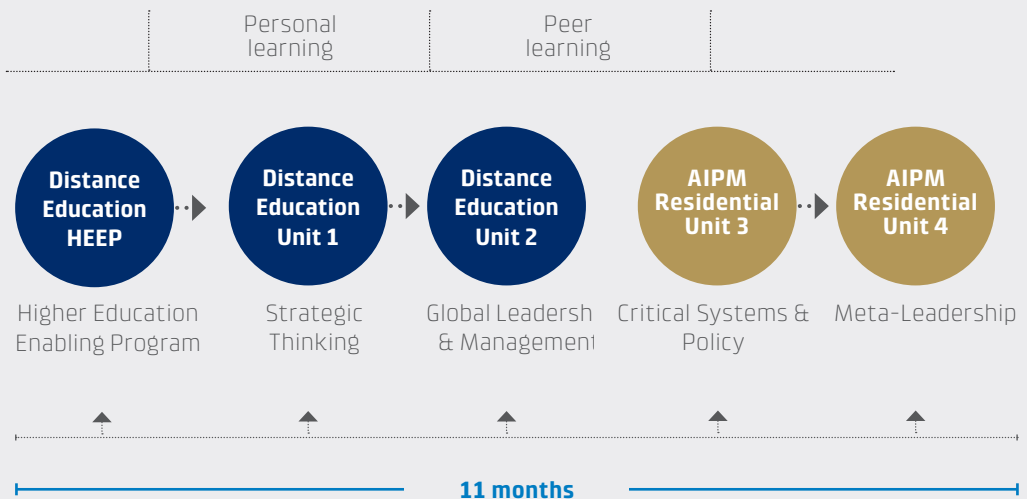 Personal
learning
Peer
learning
Distance
Education
HEEP
Distance
Education
Unit 1
Distance
Education
Unit 2
AIPM
Residential
Unit 3
AIPM
Residential
Unit 4
Higher Education
Enabling Program
Strategic
Thinking
Global Leadersh
& Management
Critical Systems &
Policy
Meta-Leadership
11 months